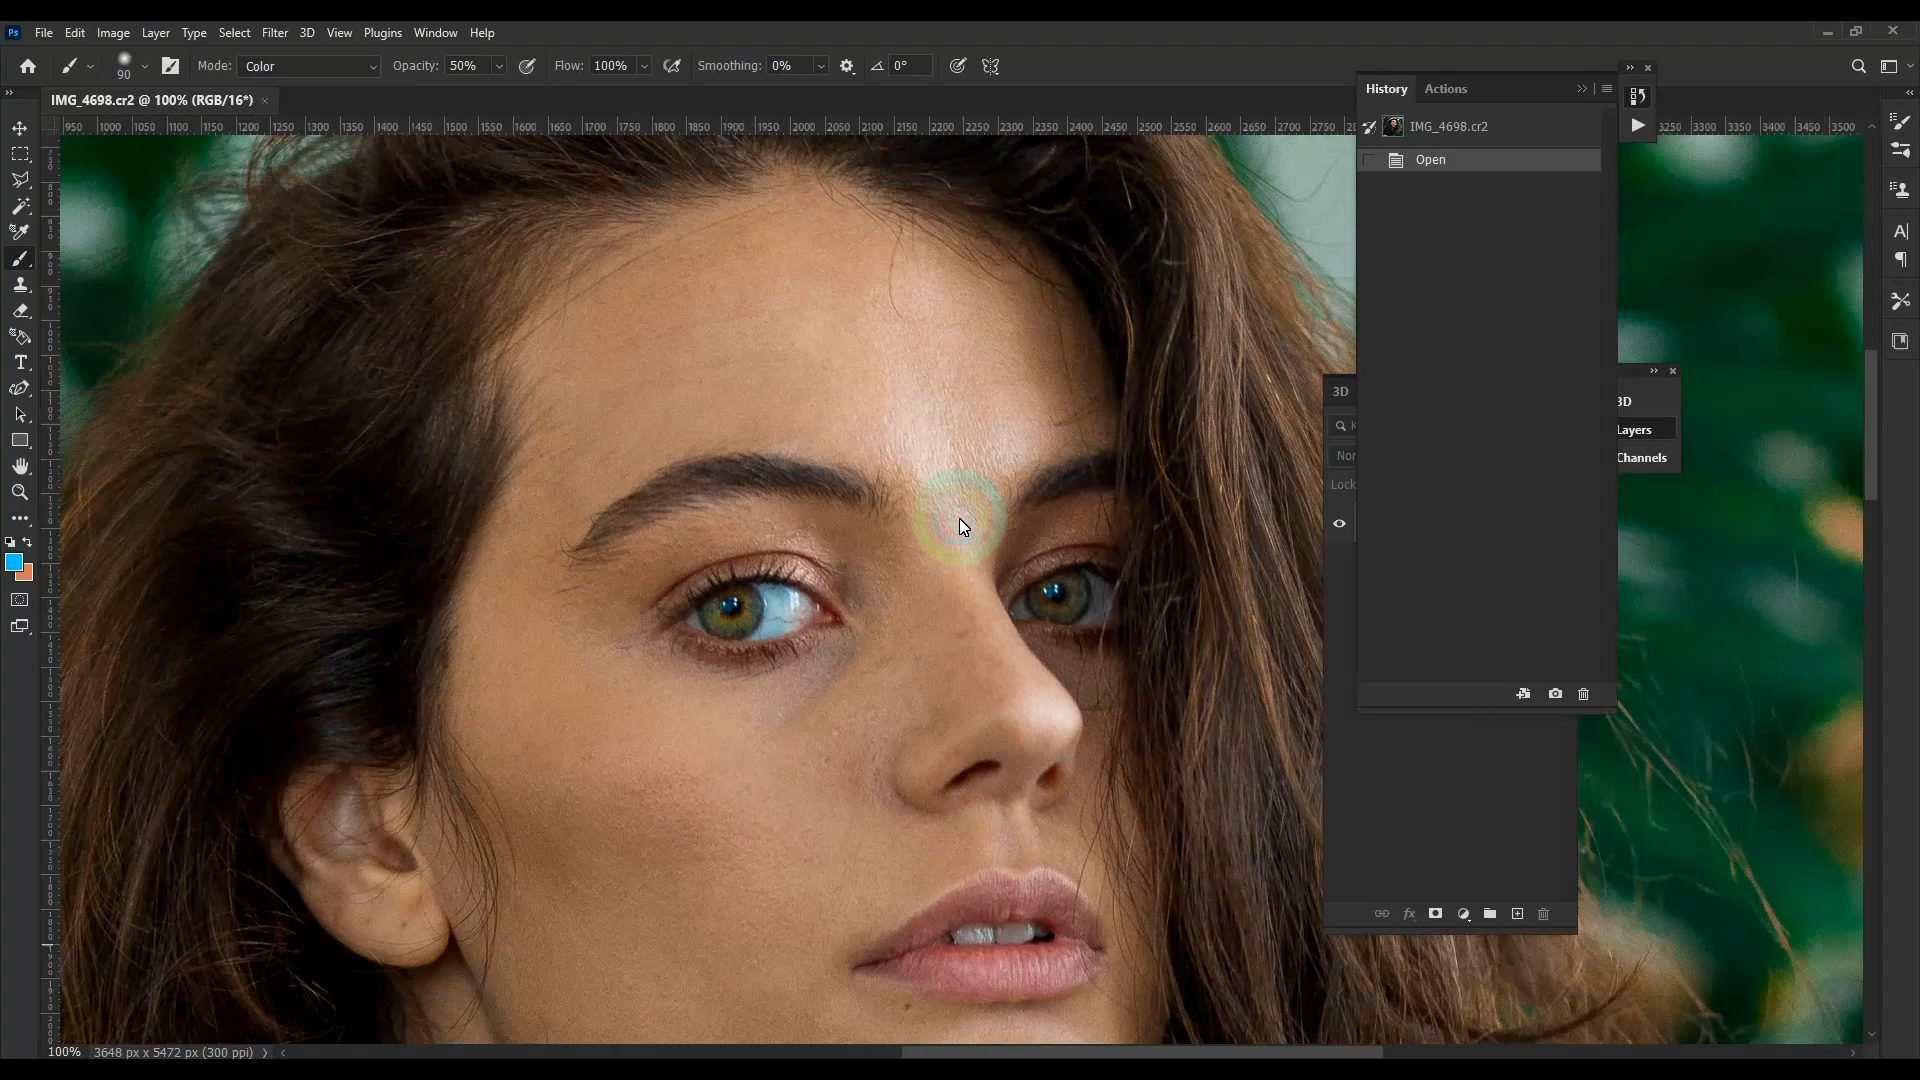 Ps File Edit Image Layer Type Select Filter 3D View Plugins Window Help
90 Mode: Color Opacity: 50% Flow: 100% Smoothing: 0% 0°
IMG_4698.cr2 @ 100% (RGB/16*) ×
950 1000 1050 1100 1150 1200 1250 1300 1350 1400 1450 1500 1550 1600 1650 1700 1750 1800 1850 1900 1950 2000 2050 2100 2150 2200 2250 2300 2350 2400 2450 2500 2550 2600 2650 2700 2750 2800 3250 3300 3350 3400 3450 3500
History Actions
IMG_4698.cr2
Open
3D
3D
Layers
Nor
Channels
Lock
fx
100% 3648 px x 5472 px (300 ppi)